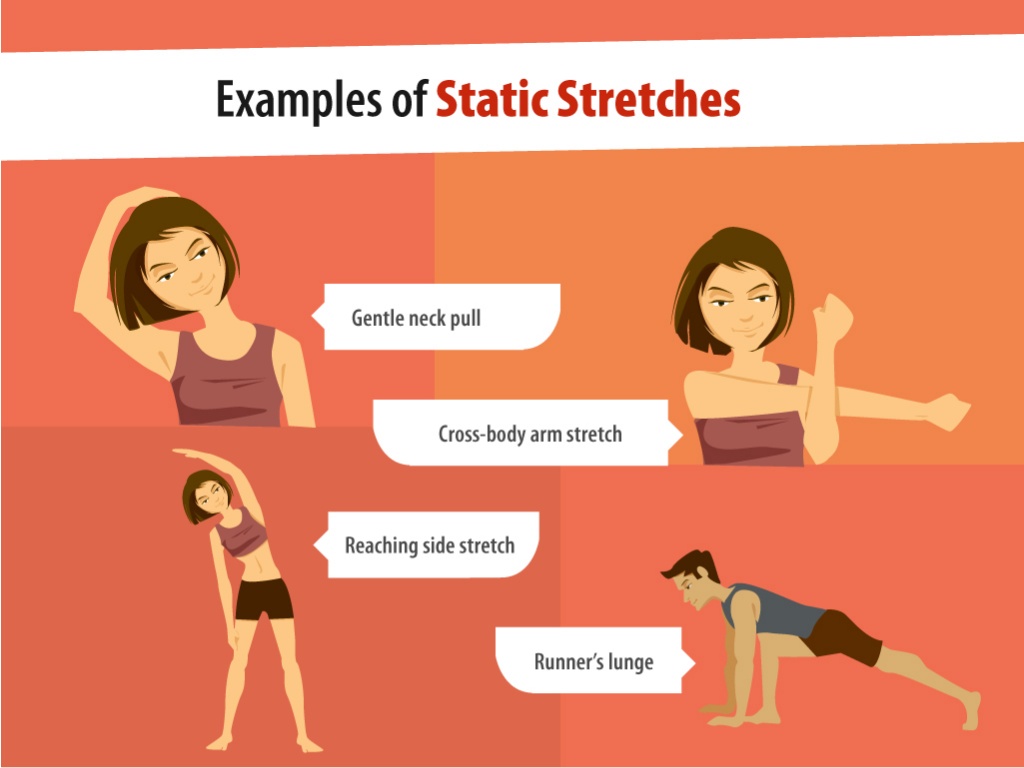 Examples of Static Stretches
Gentle neck pull
Cross-body arm stretch
Reaching side stretch
Runner’s lunge